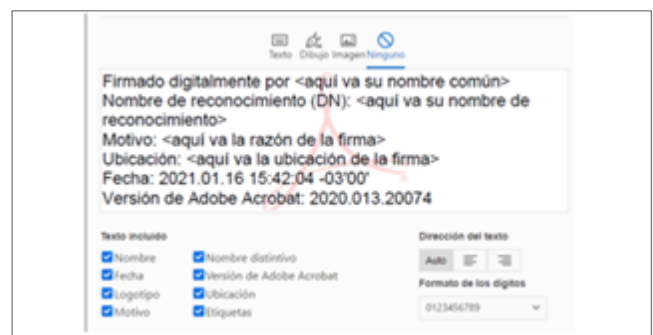 Texto Dibujo Imagen Ninguno
Firmado digitalmente por <aquí va su nombre común>
Nombre de reconocimiento (DN): <aquí va su nombre de
reconocimiento>
Motivo: <aquí va la razón de la firma>
Ubicación: <aquí va la ubicación de la firma>
Fecha: 2021.01.16 15:42:04 -03'00'
Versión de Adobe Acrobat: 2020.013.20074
Texto incluido
Nombre
Nombre distintivo
Fecha
Versión de Adobe Acrobat
Logotipo
Ubicación
Motivo
Etiquetas
Dirección del texto
Auto
Formato de los dígitos
0123456789